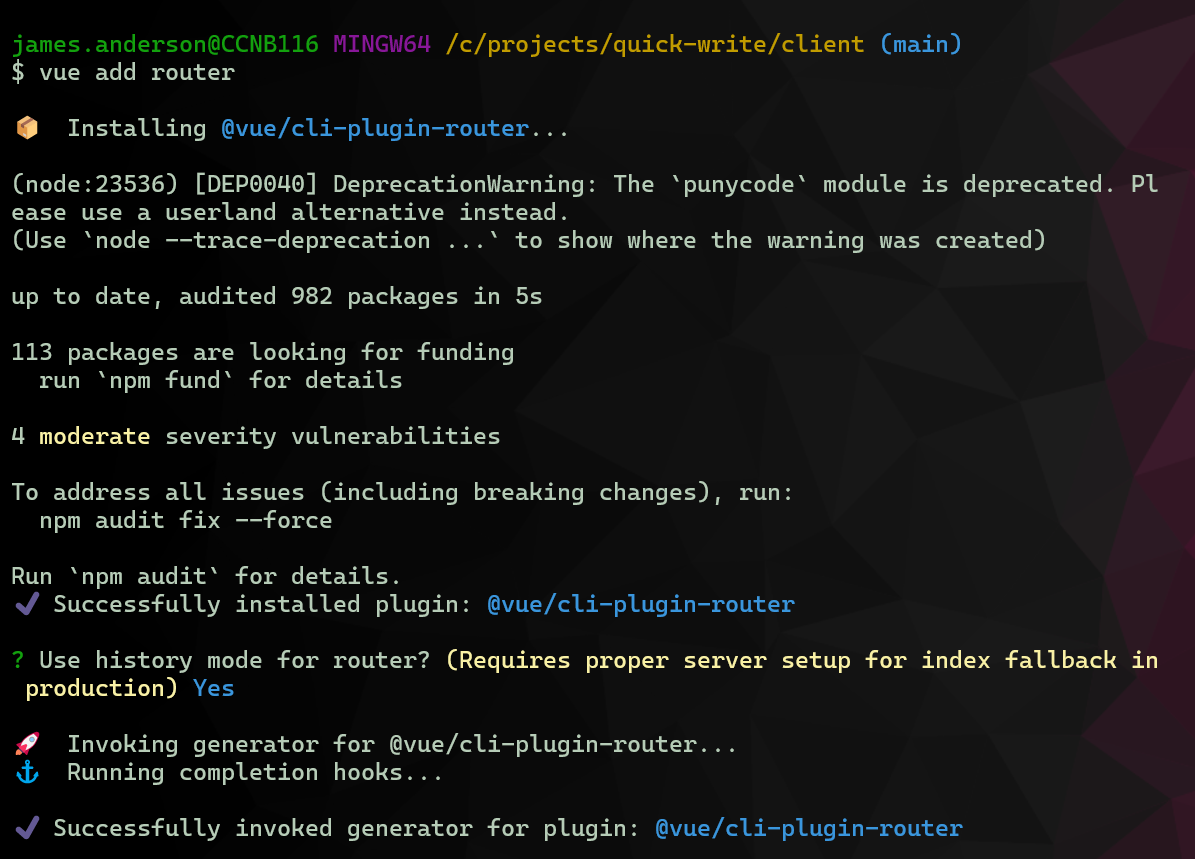 james.anderson@CCNB116 MINGW64 /c/projects/quick-write/client (main)
$ vue add router
📦  Installing @vue/cli-plugin-router...
(node:23536) [DEP0040] DeprecationWarning: The `punycode` module is deprecated. Pl
ease use a userland alternative instead.
(Use `node --trace-deprecation ...` to show where the warning was created)
up to date, audited 982 packages in 5s
113 packages are looking for funding
  run `npm fund` for details
4 moderate severity vulnerabilities
To address all issues (including breaking changes), run:
  npm audit fix --force
Run `npm audit` for details.
✔ Successfully installed plugin: @vue/cli-plugin-router
? Use history mode for router? (Requires proper server setup for index fallback in
 production) Yes
🚀  Invoking generator for @vue/cli-plugin-router...
⚓  Running completion hooks...
✔ Successfully invoked generator for plugin: @vue/cli-plugin-router